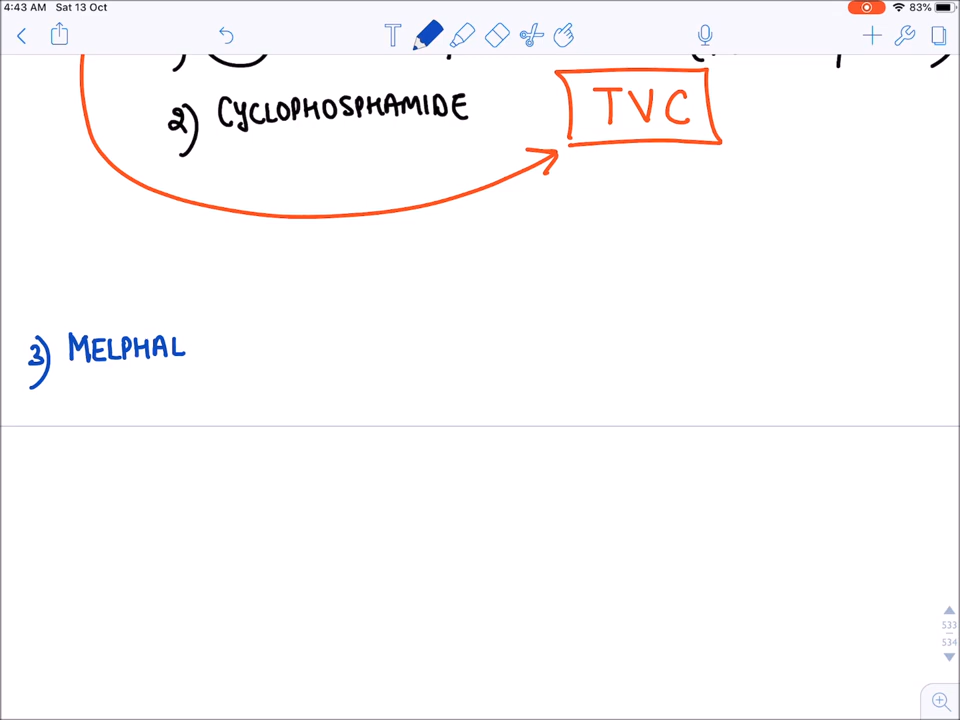 4:43 AM Sat 13 Oct 83%
T
2) CYCLOPHOSPHAMIDE
TVC
3) MELPHAL
533
534